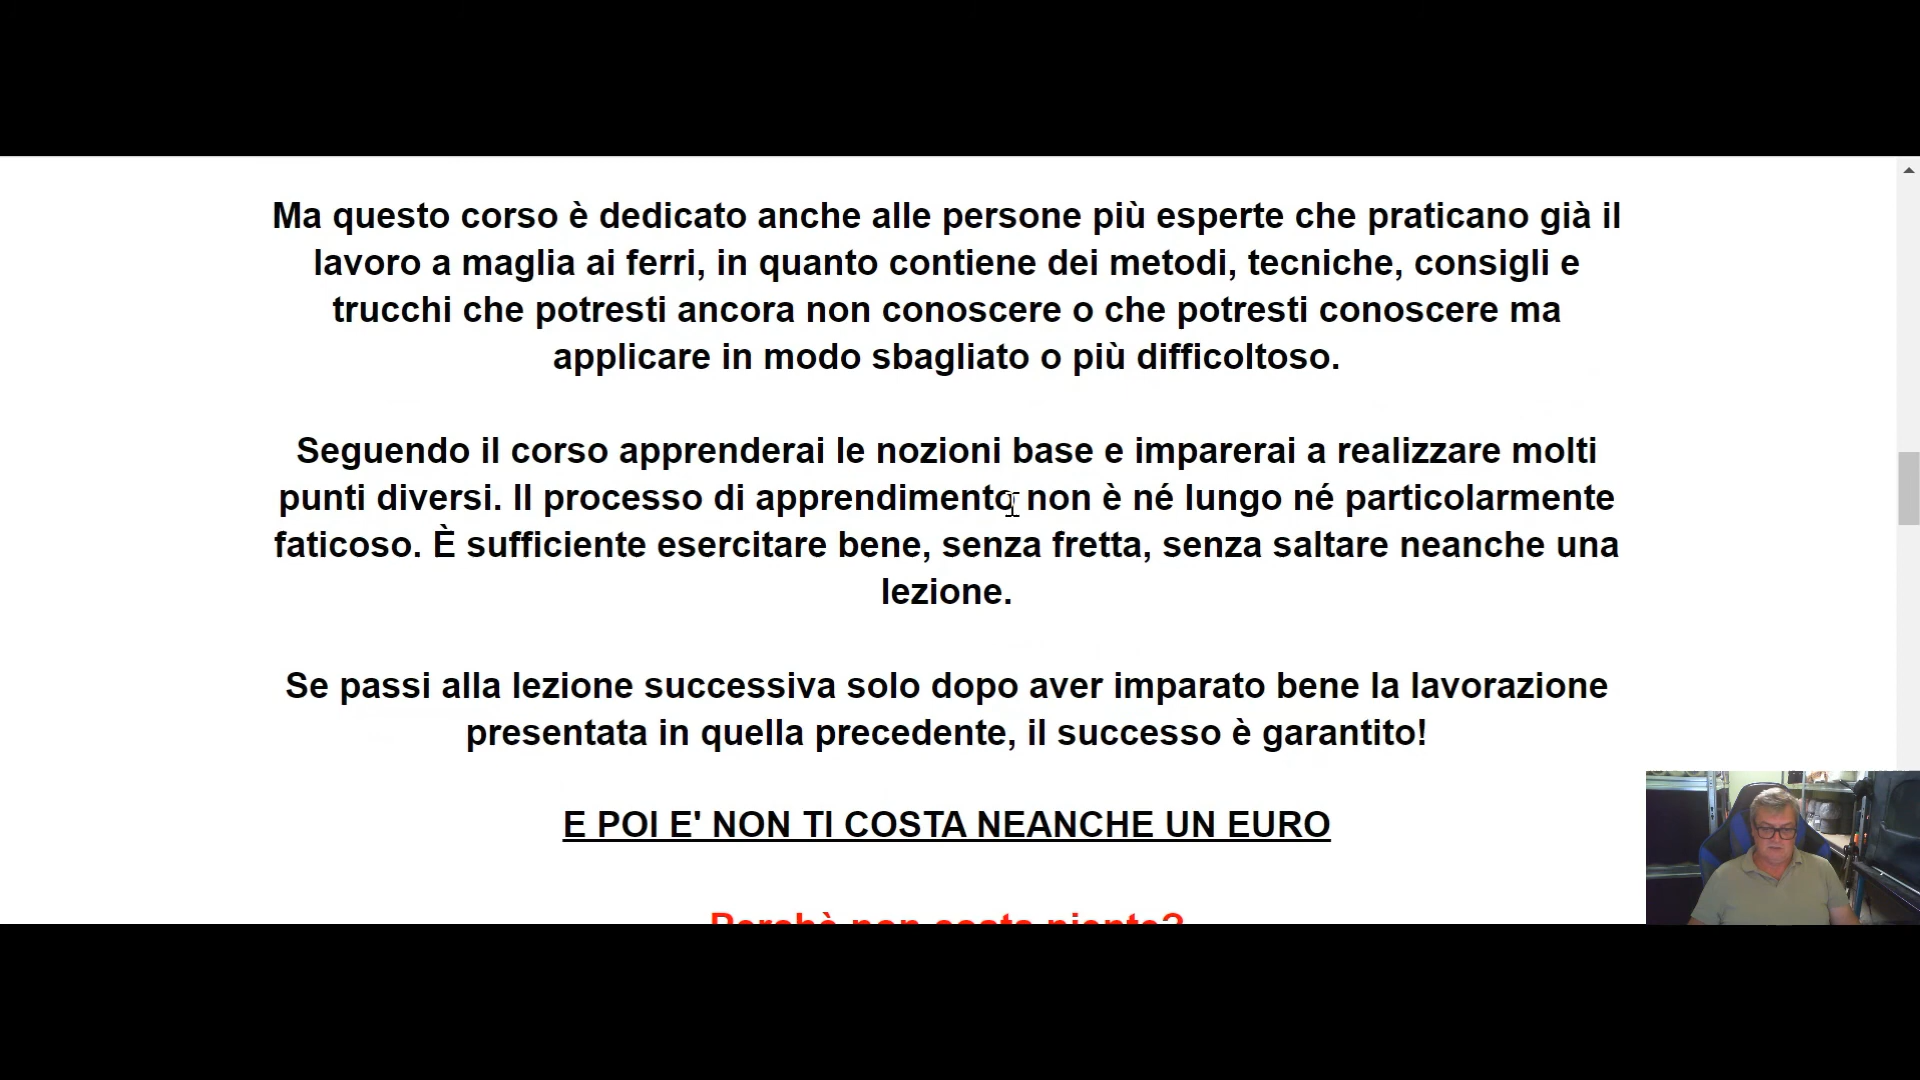 Ma questo corso è dedicato anche alle persone più esperte che praticano già il
lavoro a maglia ai ferri, in quanto contiene dei metodi, tecniche, consigli e
trucchi che potresti ancora non conoscere o che potresti conoscere ma
applicare in modo sbagliato o più difficoltoso.
Seguendo il corso apprenderai le nozioni base e imparerai a realizzare molti
punti diversi. Il processo di apprendimento non è né lungo né particolarmente
faticoso. È sufficiente esercitare bene, senza fretta, senza saltare neanche una
lezione.
Se passi alla lezione successiva solo dopo aver imparato bene la lavorazione
presentata in quella precedente, il successo è garantito!
E POI E' NON TI COSTA NEANCHE UN EURO
Perchè non costa niente?